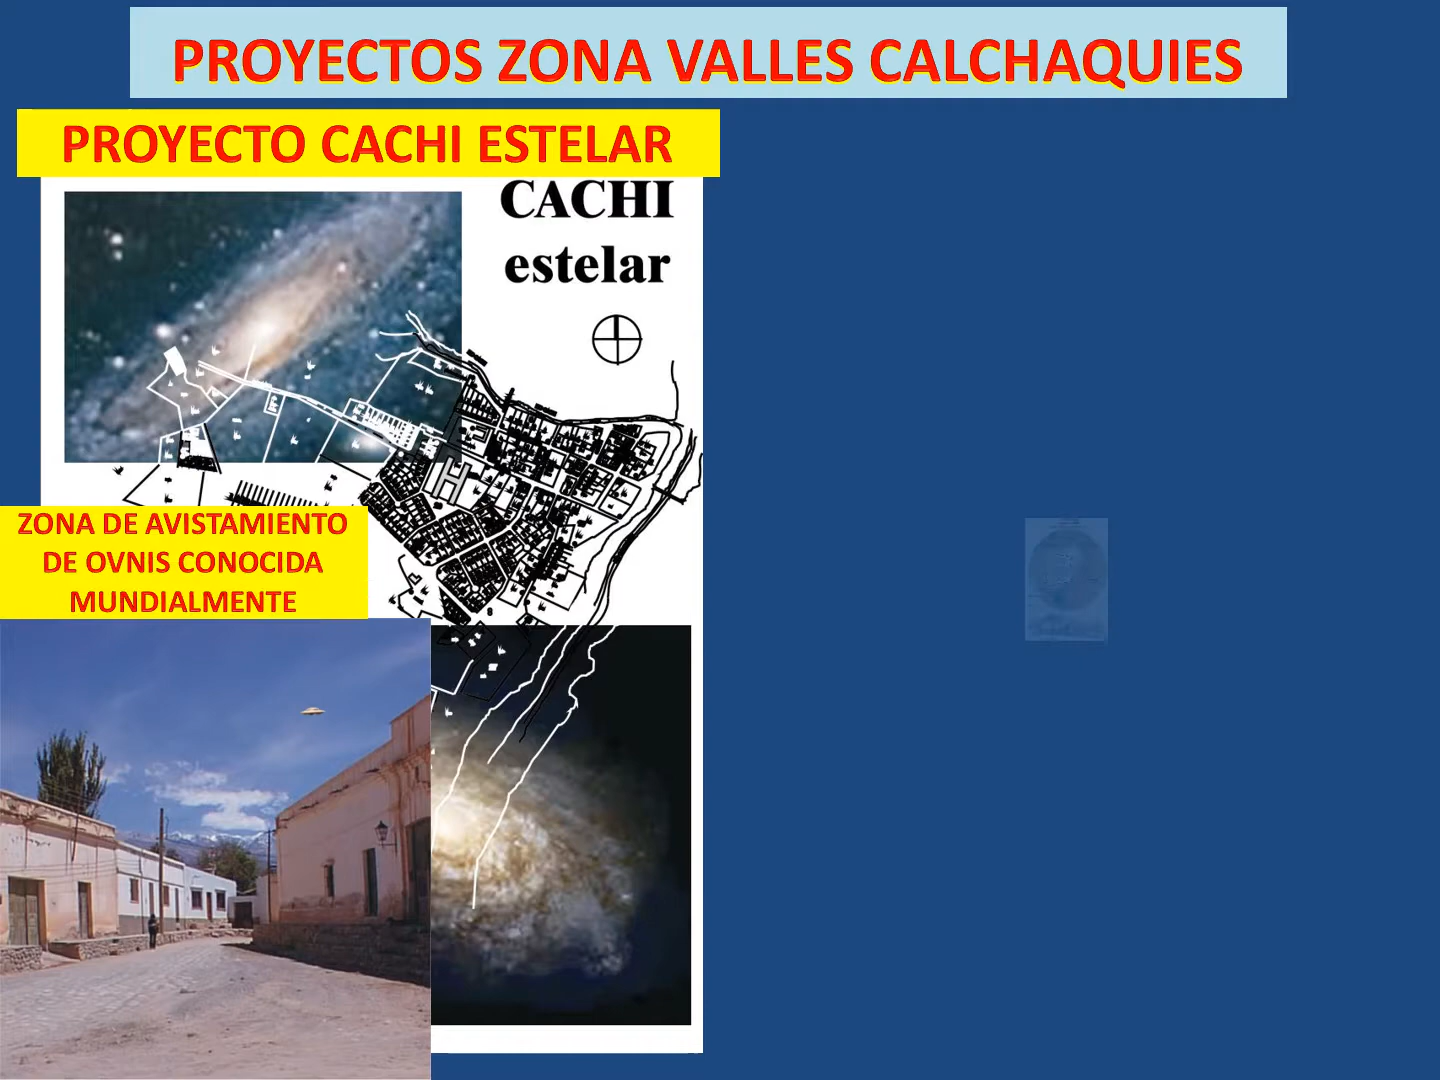 PROYECTOS ZONA VALLES CALCHAQUIES
PROYECTO CACHI ESTELAR
CACHI
estelar
ZONA DE AVISTAMIENTO
DE OVNIS CONOCIDA
MUNDIALMENTE